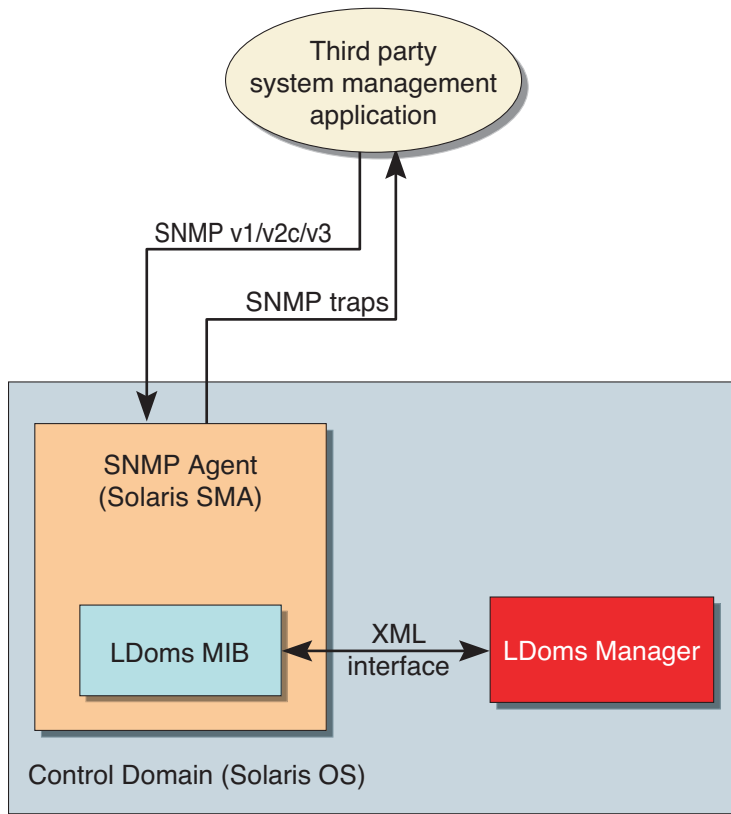 Third party
system management
application
SNMP v1/v2c/v3
SNMP traps
SNMP Agent
(Solaris SMA)
LDoms MIB
XML
interface
LDoms Manager
Control Domain (Solaris OS)